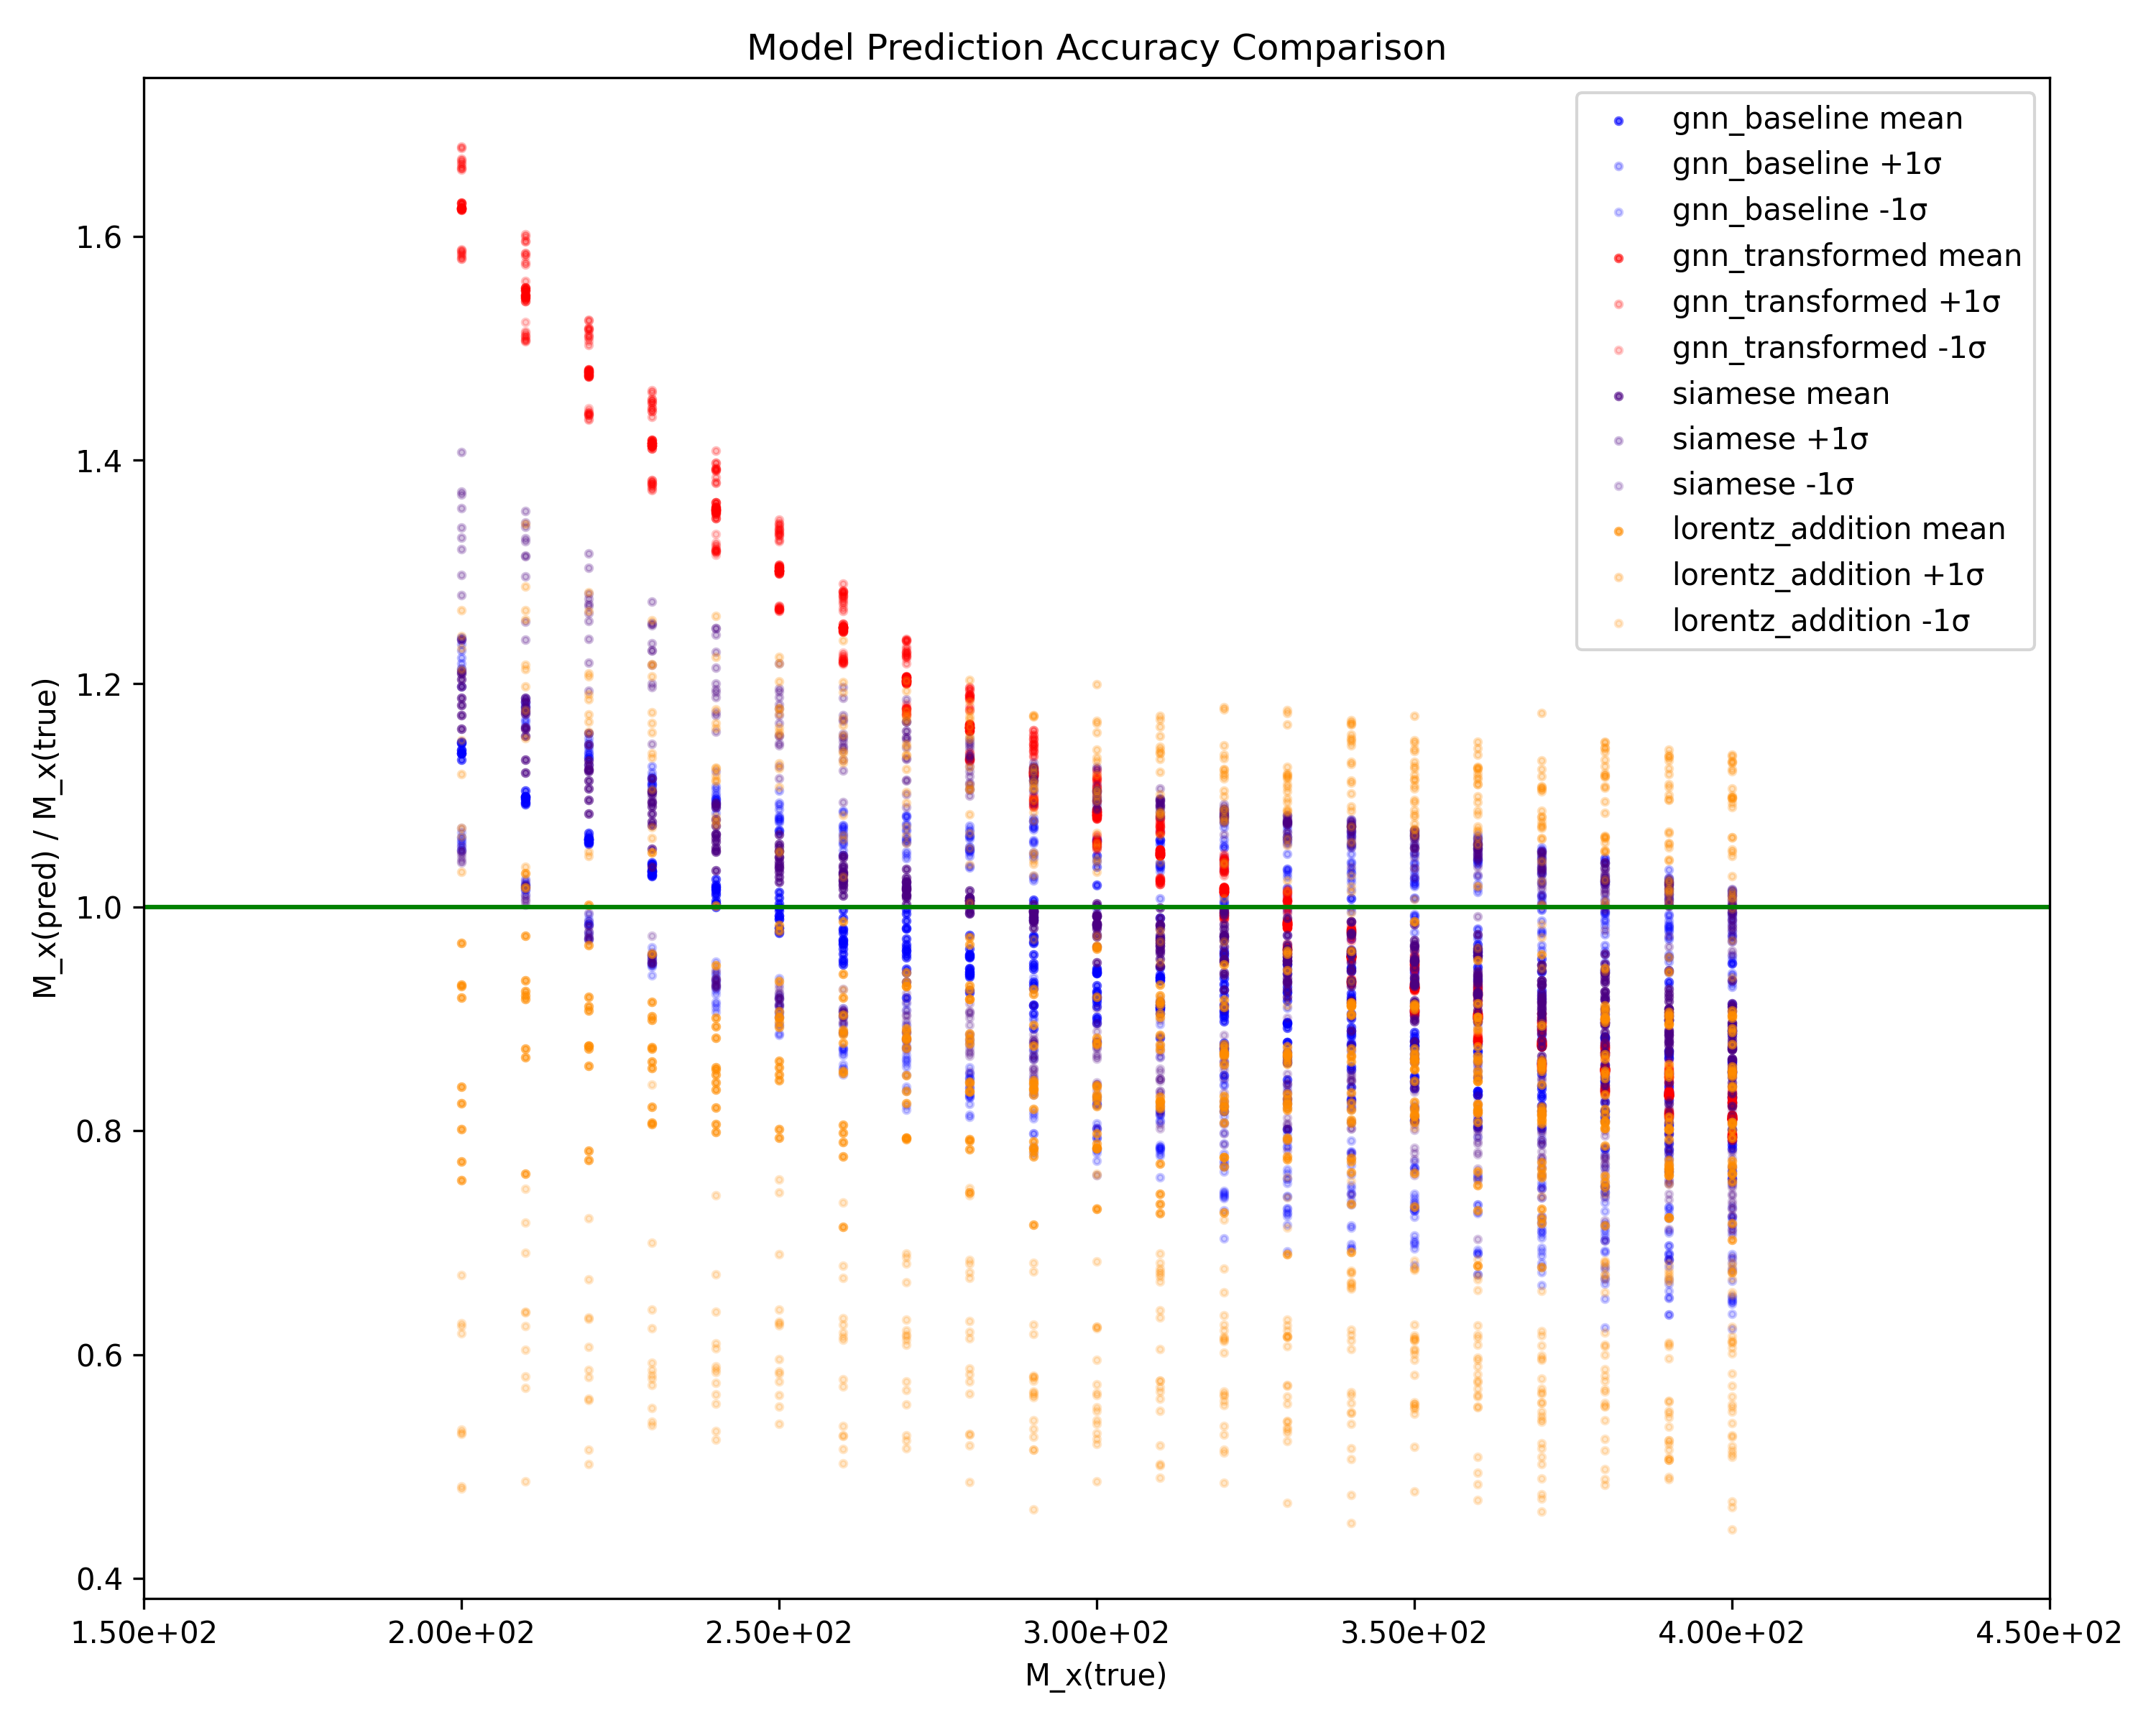 Model Prediction Accuracy Comparison
gnn_baseline mean
gnn_baseline +1σ
gnn_baseline -1σ
gnn_transformed mean
gnn_transformed +1σ
gnn_transformed -1σ
siamese mean
siamese +1σ
siamese -1σ
lorentz_addition mean
lorentz_addition +1σ
lorentz_addition -1σ
M_x(pred) / M_x(true)
1.6
1.4
1.2
1.0
0.8
0.6
0.4
1.50e+02 2.00e+02 2.50e+02 3.00e+02 3.50e+02 4.00e+02 4.50e+02
M_x(true)